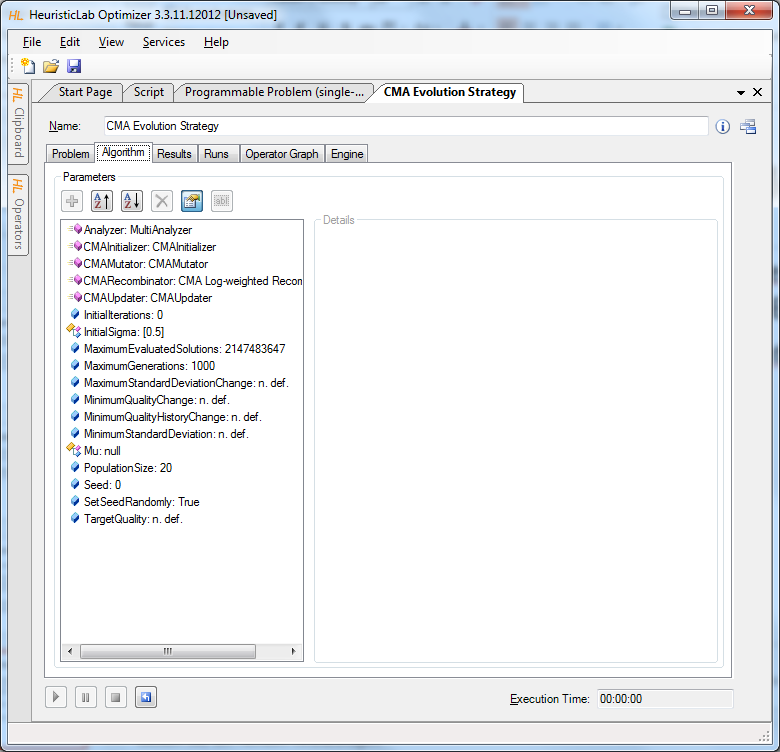 HL HeuristicLab Optimizer 3.3.11.12012 [Unsaved]
File Edit View Services Help
HL Clipboard
HL Operators
Start Page Script Programmable Problem (single-... CMA Evolution Strategy
Name: CMA Evolution Strategy
Problem Algorithm Results Runs Operator Graph Engine
Parameters
Details
Analyzer: MultiAnalyzer
CMAInitializer: CMAInitializer
CMAMutator: CMAMutator
CMARecombinator: CMA Log-weighted Recom
CMAUpdater: CMAUpdater
InitialIterations: 0
InitialSigma: [0.5]
MaximumEvaluatedSolutions: 2147483647
MaximumGenerations: 1000
MaximumStandardDeviationChange: n. def.
MinimumQualityChange: n. def.
MinimumQualityHistoryChange: n. def.
MinimumStandardDeviation: n. def.
Mu: null
PopulationSize: 20
Seed: 0
SetSeedRandomly: True
TargetQuality: n. def.
Execution Time: 00:00:00